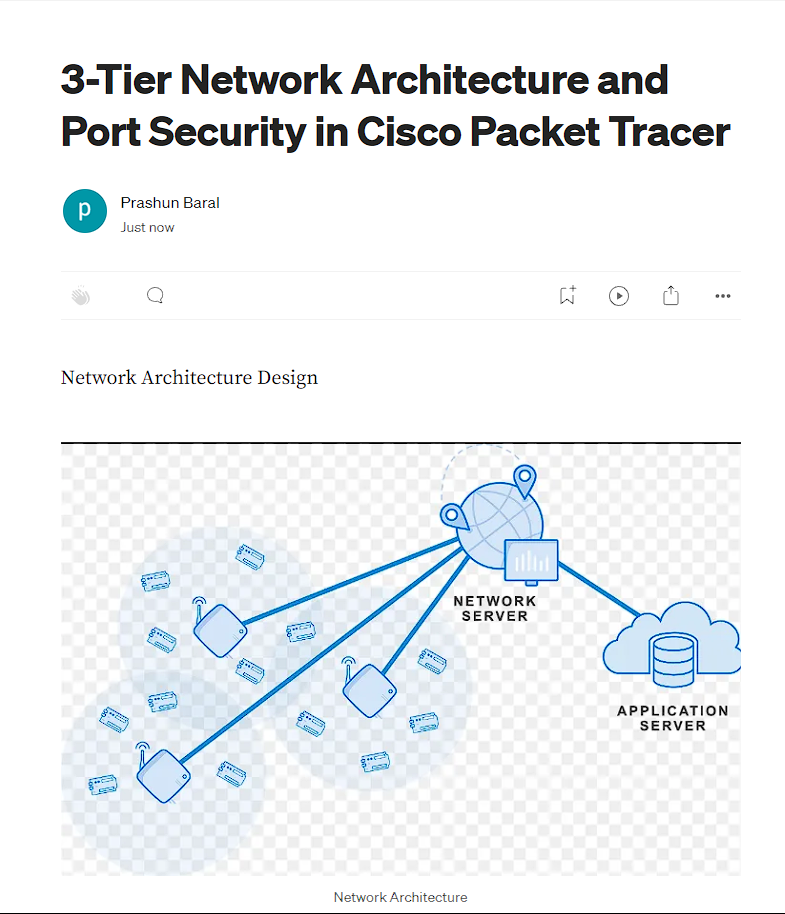 3-Tier Network Architecture and
Port Security in Cisco Packet Tracer
p
Prashun Baral
Just now
Network Architecture Design
NETWORK
SERVER
APPLICATION
SERVER
Network Architecture